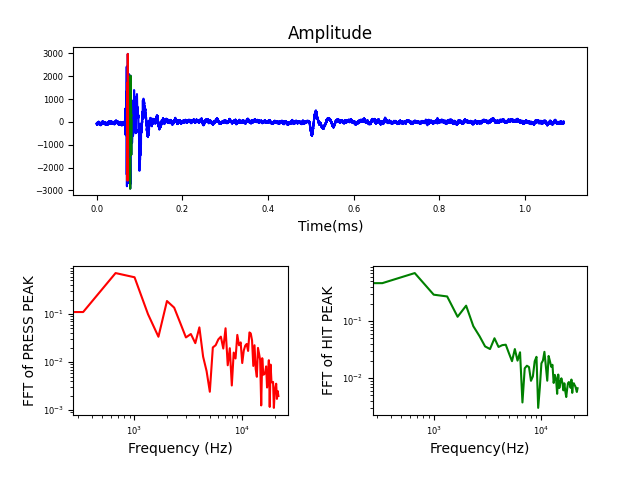 Amplitude
3000
2000
1000
0
−1000
−2000
−3000
0.0 0.2 0.4 0.6 0.8 1.0
Time(ms)
FFT of PRESS PEAK
10⁻¹
10⁻²
10⁻³
10³ 10⁴
Frequency (Hz)
FFT of HIT PEAK
10⁻¹
10⁻²
10³ 10⁴
Frequency(Hz)